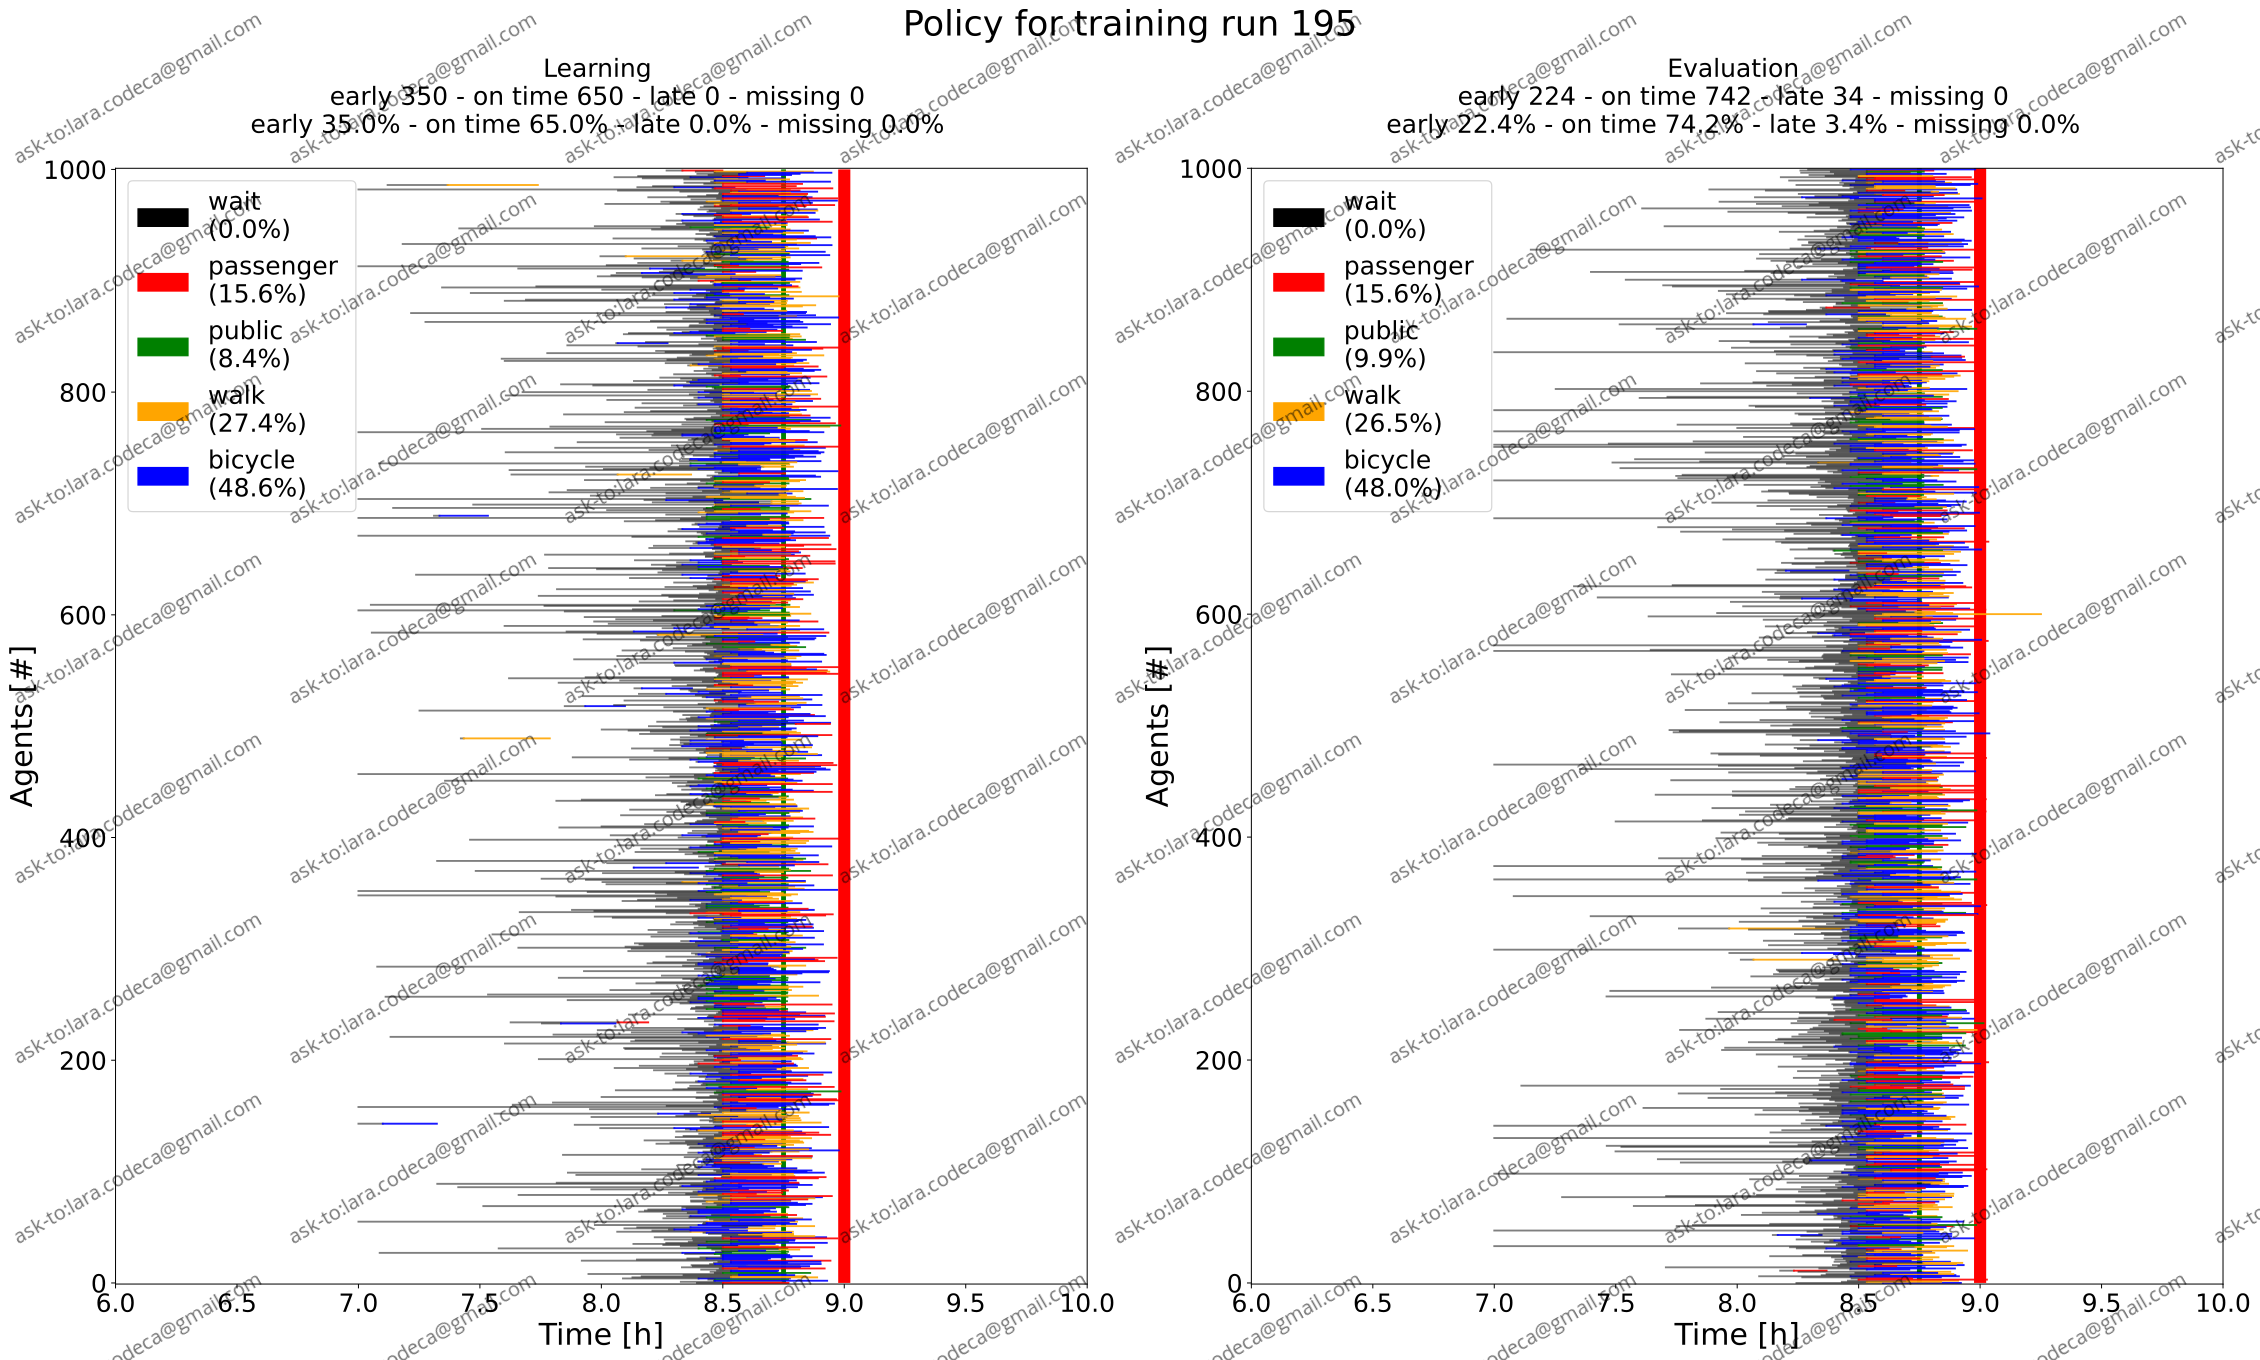 Policy for training run 195
Learning
early 350 - on time 650 - late 0 - missing 0
early 35.0% - on time 65.0% - late 0.0% - missing 0.0%
1000
800
600
400
200
0
Agents [#]
wait
(0.0%)
passenger
(15.6%)
public
(8.4%)
walk
(27.4%)
bicycle
(48.6%)
6.0 6.5 7.0 7.5 8.0 8.5 9.0 9.5 10.0
Time [h]
Evaluation
early 224 - on time 742 - late 34 - missing 0
early 22.4% - on time 74.2% - late 3.4% - missing 0.0%
1000
800
600
400
200
0
Agents [#]
wait
(0.0%)
passenger
(15.6%)
public
(9.9%)
walk
(26.5%)
bicycle
(48.0%)
6.0 6.5 7.0 7.5 8.0 8.5 9.0 9.5 10.0
Time [h]
ask-to:lara.codeca@gmail.com